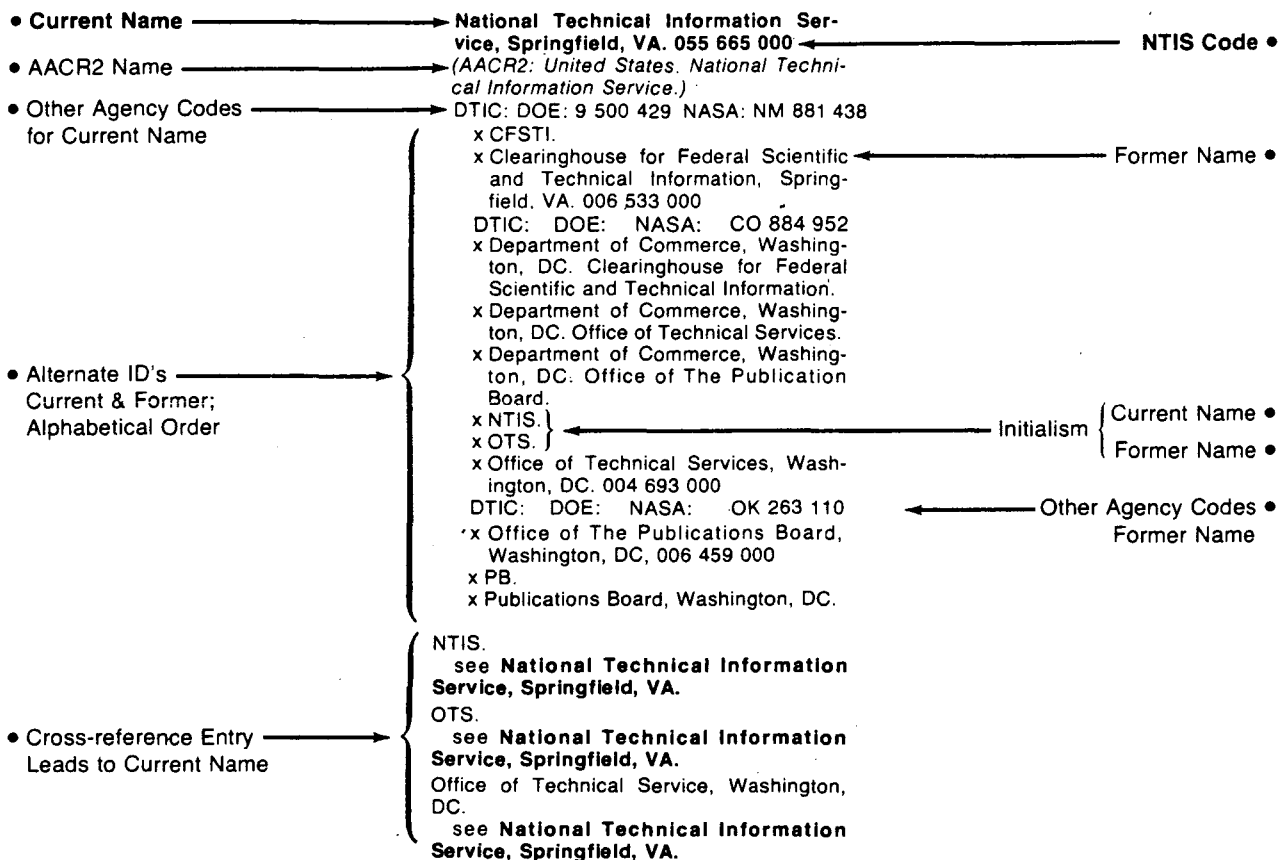 • Current Name
National Technical Information Ser-
vice, Springfield, VA. 055 665 000
NTIS Code •
• AACR2 Name
(AACR2: United States. National Techni-
cal Information Service.)
• Other Agency Codes
for Current Name
DTIC: DOE: 9 500 429 NASA: NM 881 438
x CFSTI.
x Clearinghouse for Federal Scientific
and Technical Information, Spring-
field, VA. 006 533 000
Former Name •
DTIC: DOE: NASA: CO 884 952
x Department of Commerce, Washing-
ton, DC. Clearinghouse for Federal
Scientific and Technical Information.
x Department of Commerce, Washing-
ton, DC. Office of Technical Services.
x Department of Commerce, Washing-
ton, DC. Office of The Publication
Board.
• Alternate ID's
Current & Former;
Alphabetical Order
x NTIS.
x OTS.
Initialism
Current Name •
Former Name •
x Office of Technical Services, Wash-
ington, DC. 004 693 000
DTIC: DOE: NASA: OK 263 110
Other Agency Codes •
Former Name
x Office of The Publications Board,
Washington, DC, 006 459 000
x PB.
x Publications Board, Washington, DC.
• Cross-reference Entry
Leads to Current Name
NTIS.
see National Technical Information
Service, Springfield, VA.
OTS.
see National Technical Information
Service, Springfield, VA.
Office of Technical Service, Washington,
DC.
see National Technical Information
Service, Springfield, VA.